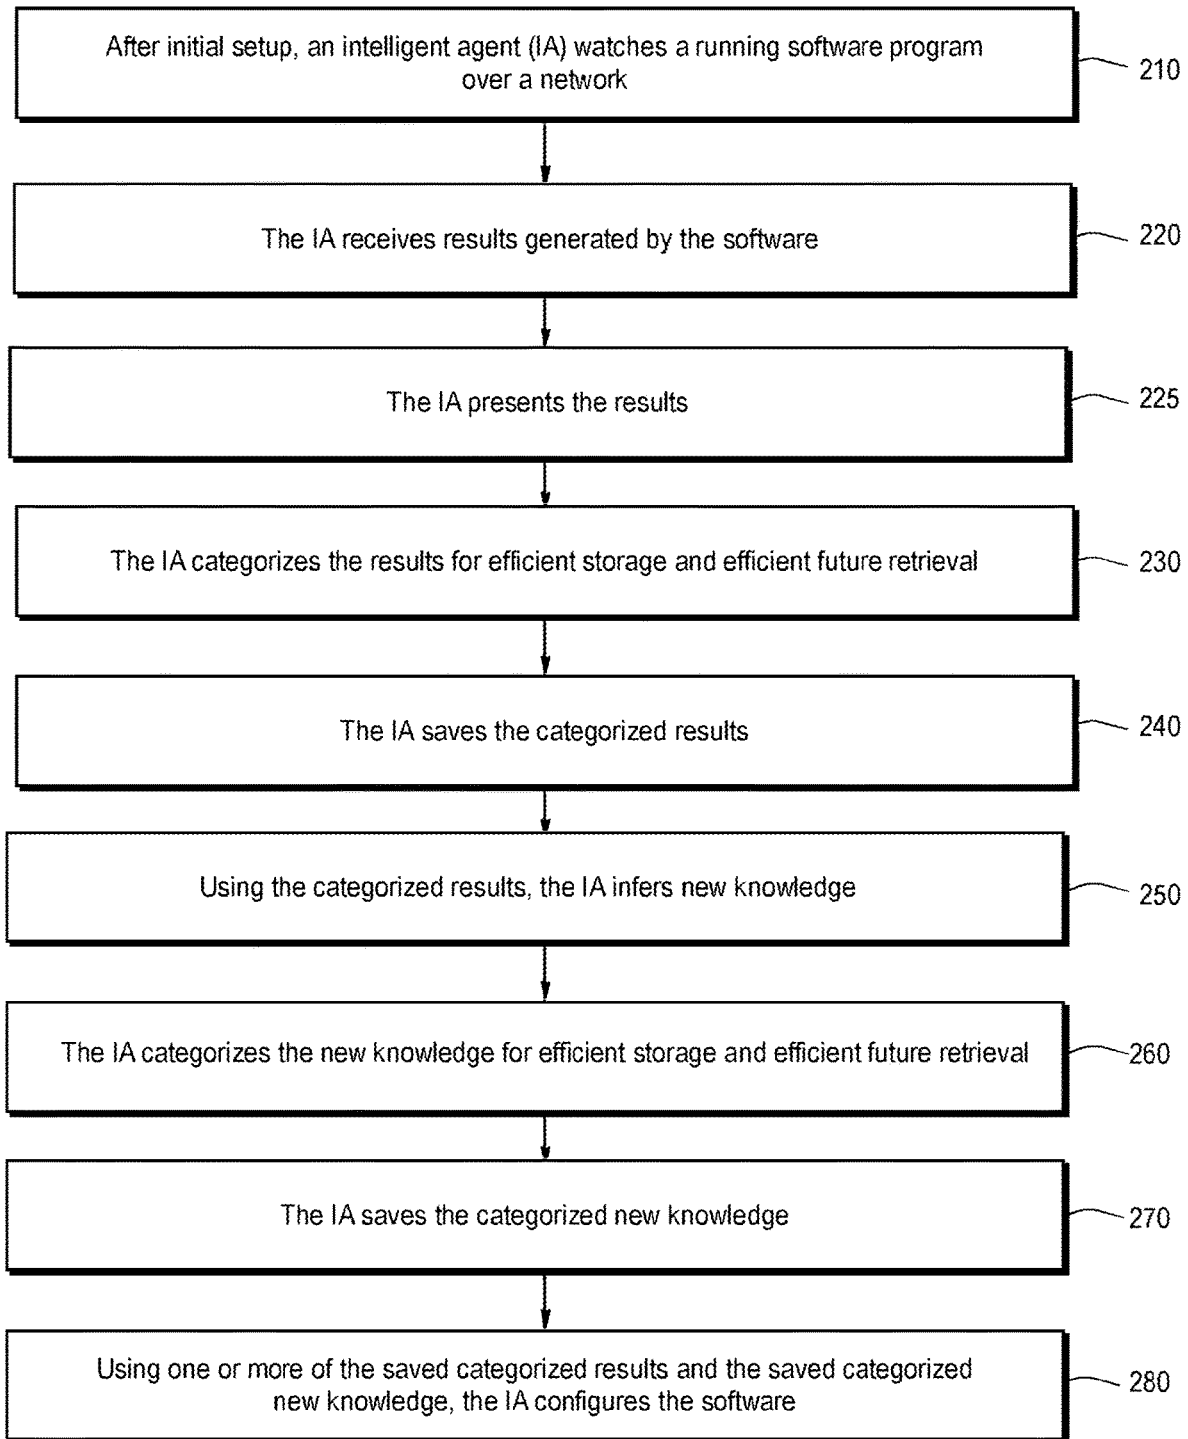 After initial setup, an intelligent agent (IA) watches a running software program
over a network
210
The IA receives results generated by the software
220
The IA presents the results
225
The IA categorizes the results for efficient storage and efficient future retrieval
230
The IA saves the categorized results
240
Using the categorized results, the IA infers new knowledge
250
The IA categorizes the new knowledge for efficient storage and efficient future retrieval
260
The IA saves the categorized new knowledge
270
Using one or more of the saved categorized results and the saved categorized
new knowledge, the IA configures the software
280